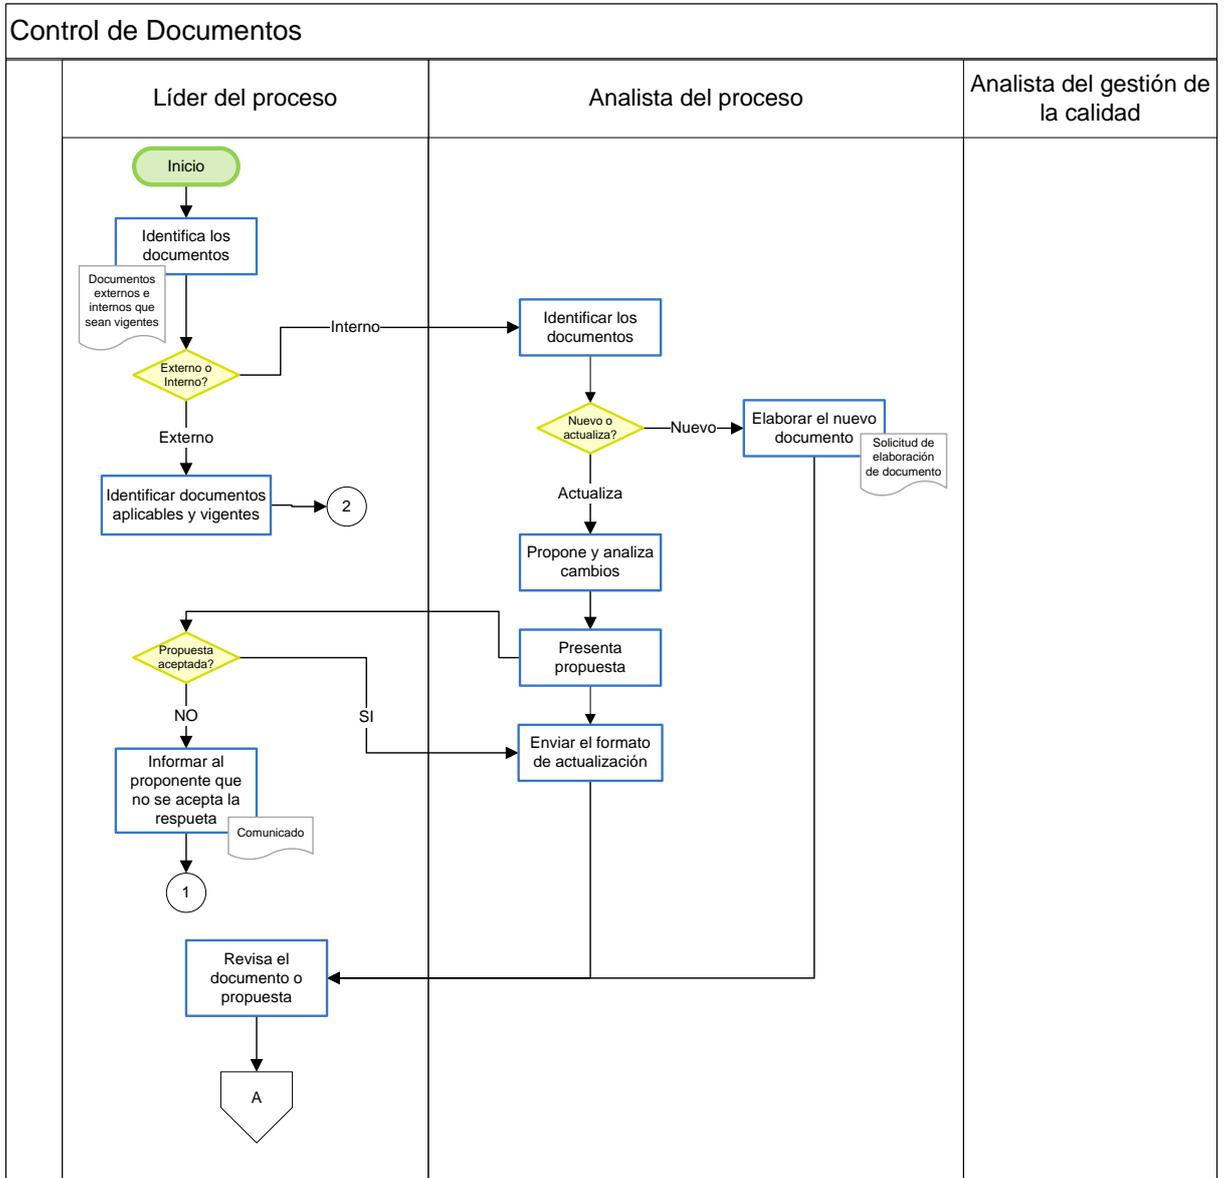 Control de Documentos
Líder del proceso
Analista del proceso
Analista del gestión de
la calidad
Inicio
Identifica los
documentos
Documentos
externos e
internos que
sean vigentes
Externo o
Interno?
Interno
Externo
Identificar documentos
aplicables y vigentes
2
Identificar los
documentos
Nuevo o
actualiza?
Nuevo
Elaborar el nuevo
documento
Solicitud de
elaboración
de documento
Actualiza
Propone y analiza
cambios
Presenta
propuesta
Propuesta
aceptada?
NO
SI
Enviar el formato
de actualización
Informar al
proponente que
no se acepta la
respueta
Comunicado
1
Revisa el
documento o
propuesta
A